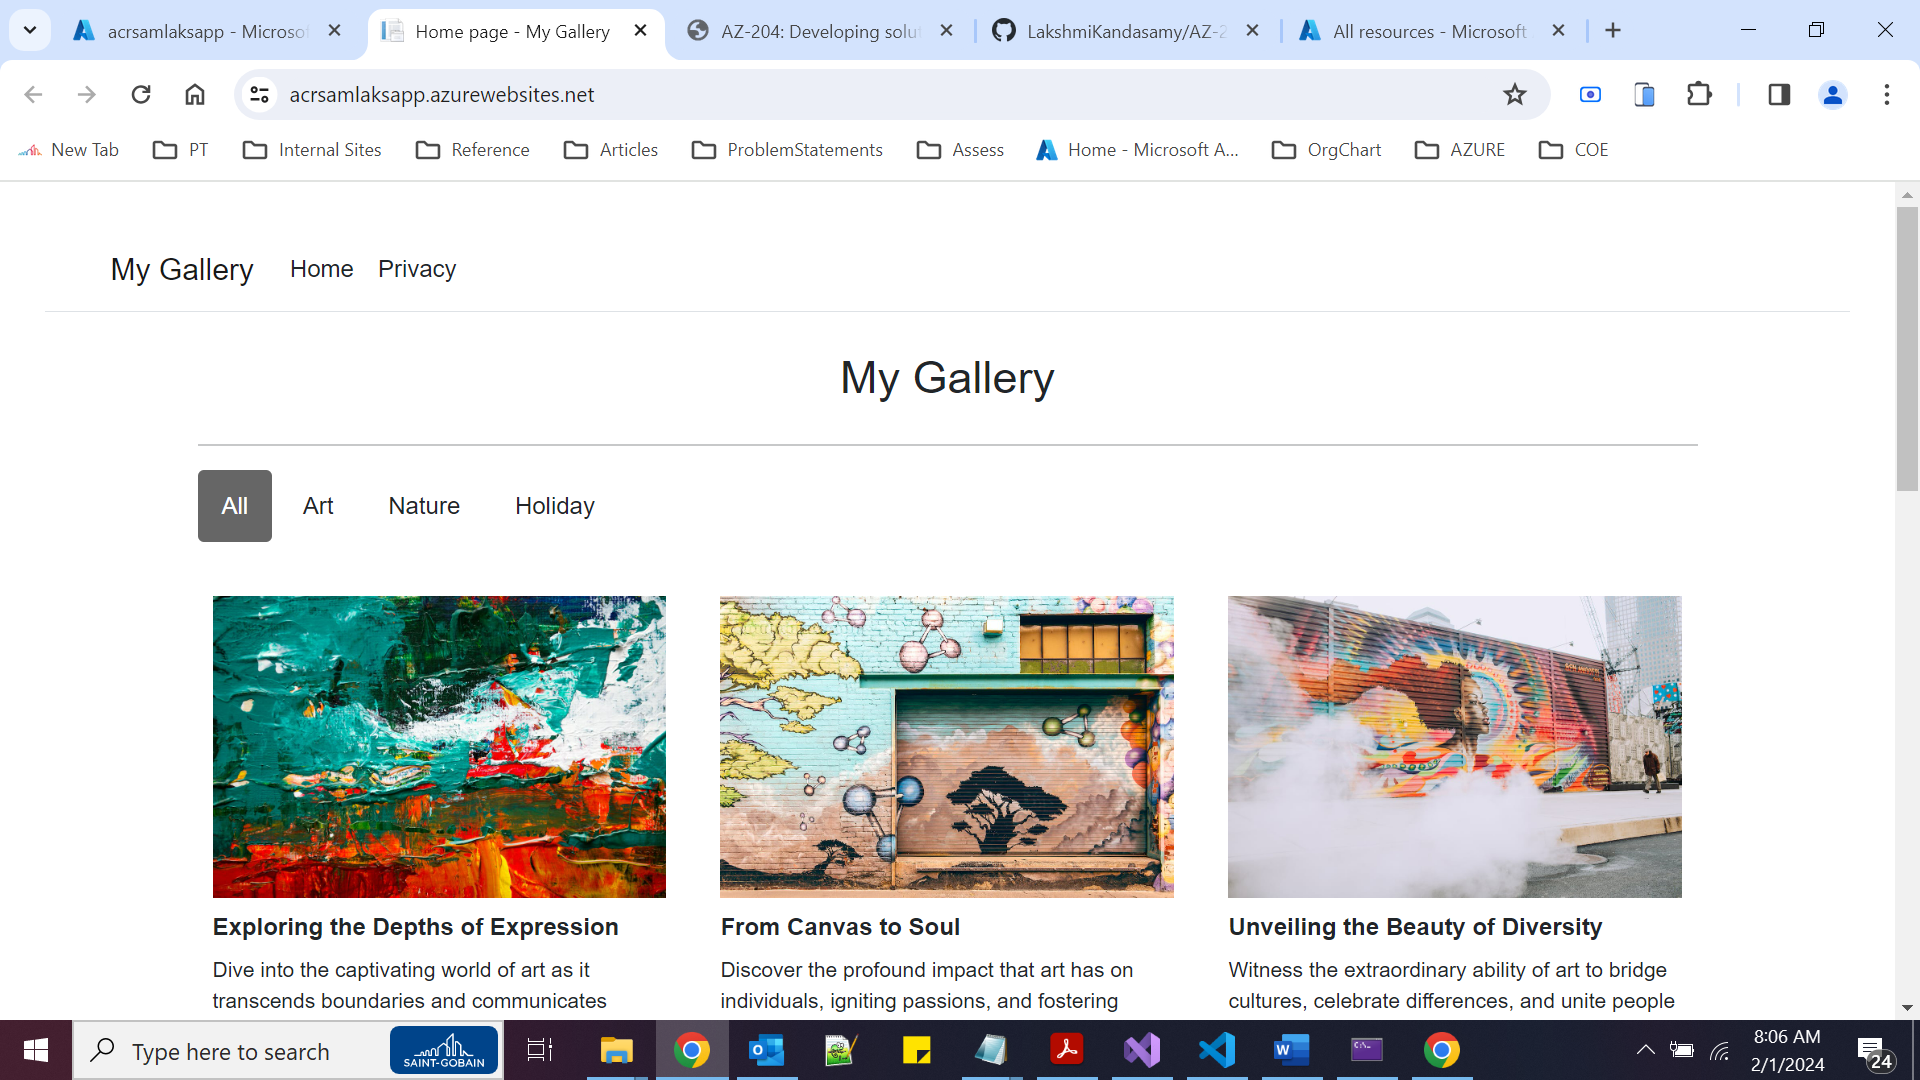 acrsamlaksapp - Microsof
Home page - My Gallery
AZ-204: Developing solut
LakshmiKandasamy/AZ-2
All resources - Microsoft
acrsamlaksapp.azurewebsites.net
New Tab
PT
Internal Sites
Reference
Articles
ProblemStatements
Assess
Home - Microsoft A...
OrgChart
AZURE
COE
My Gallery
Home
Privacy
My Gallery
All
Art
Nature
Holiday
Exploring the Depths of Expression
Dive into the captivating world of art as it
transcends boundaries and communicates
From Canvas to Soul
Discover the profound impact that art has on
individuals, igniting passions, and fostering
Unveiling the Beauty of Diversity
Witness the extraordinary ability of art to bridge
cultures, celebrate differences, and unite people
Type here to search
SAINT-GOBAIN
8:06 AM
2/1/2024
24